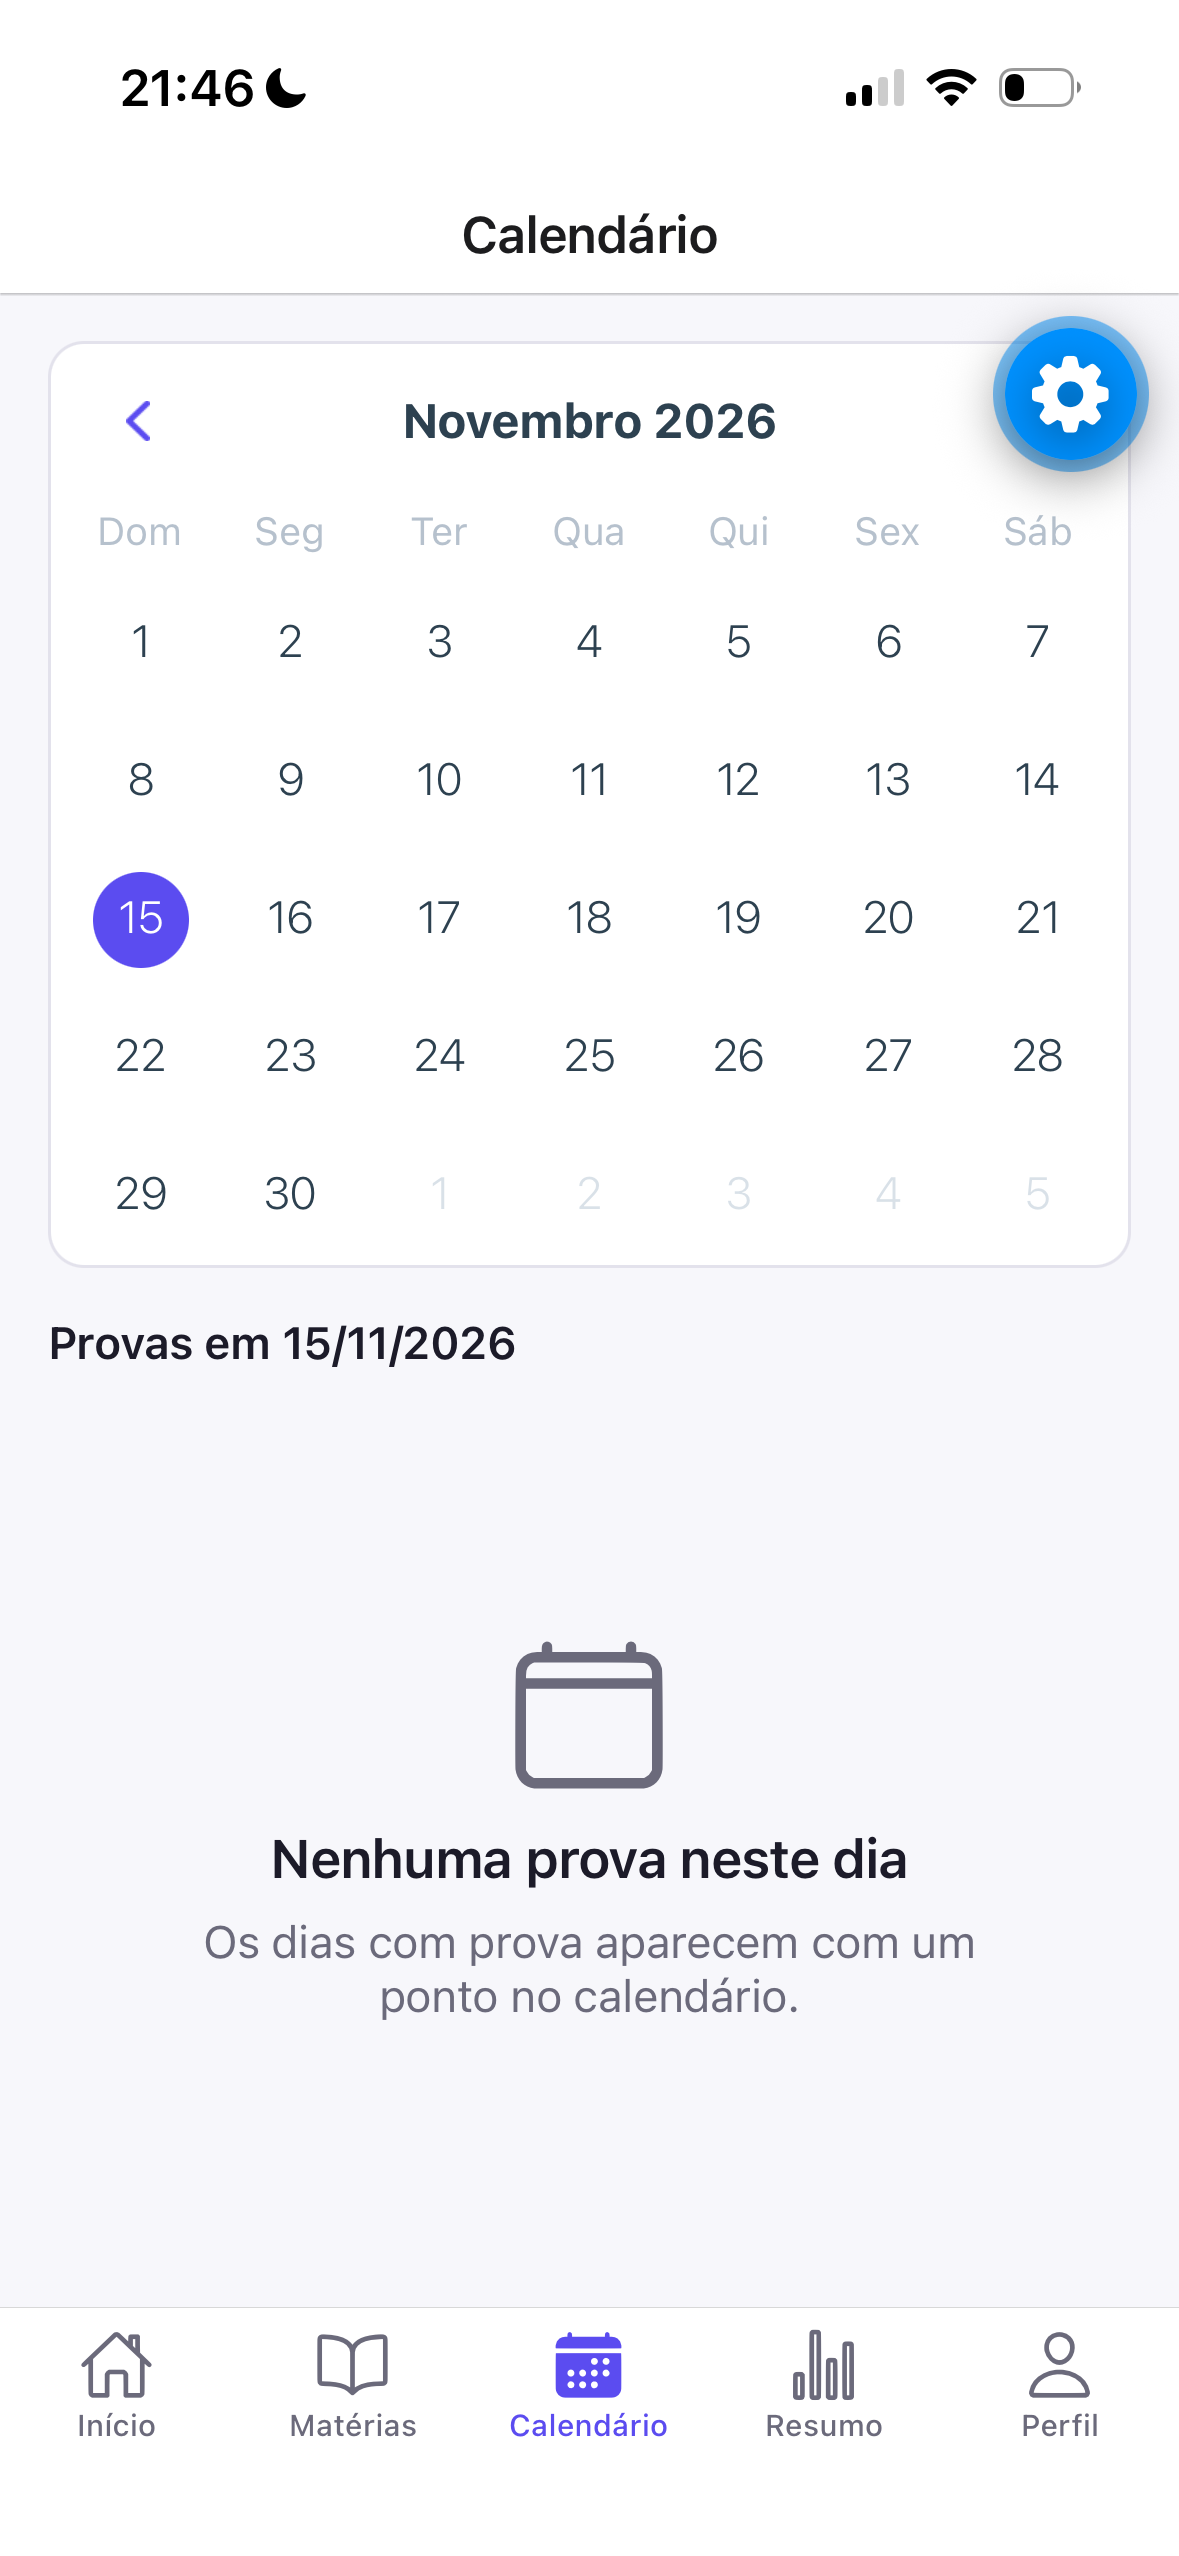 21:46
Calendário
Novembro 2026
Dom Seg Ter Qua Qui Sex Sáb
1 2 3 4 5 6 7
8 9 10 11 12 13 14
15 16 17 18 19 20 21
22 23 24 25 26 27 28
29 30 1 2 3 4 5
Provas em 15/11/2026
Nenhuma prova neste dia
Os dias com prova aparecem com um
ponto no calendário.
Início Matérias Calendário Resumo Perfil